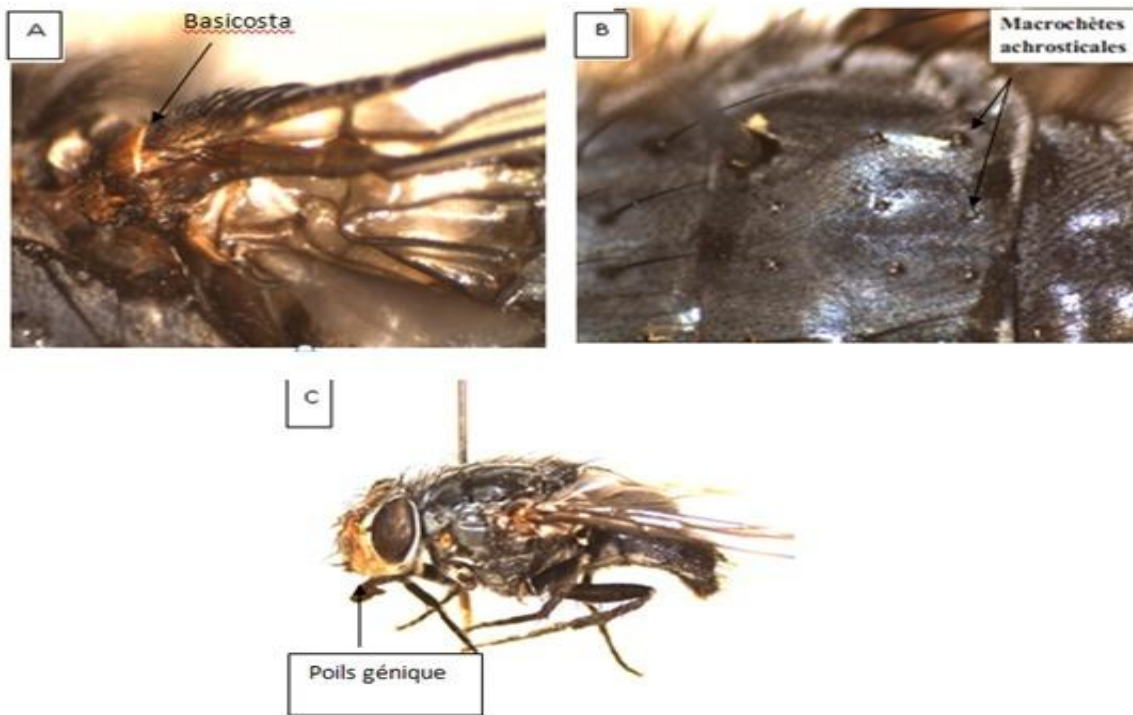 A
Basicosta
B
Macrochètes
achrosticales
C
Poils génique